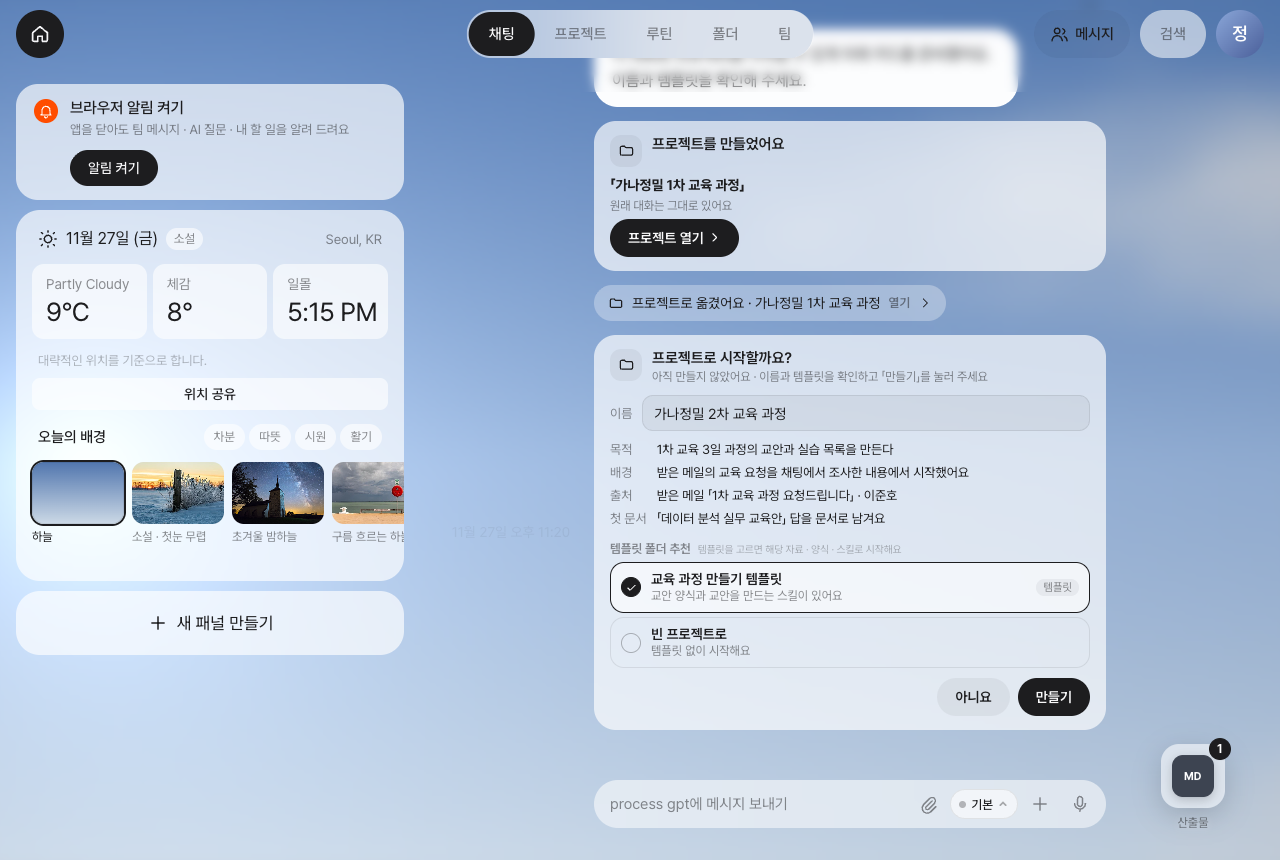 채팅
프로젝트
루틴
폴더
팀
메시지
검색
정
브라우저 알림 켜기
앱을 닫아도 팀 메시지 · AI 질문 · 내 할 일을 알려 드려요
알림 켜기
11월 27일 (금)
소설
Seoul, KR
Partly Cloudy
9°C
체감
8°
일몰
5:15 PM
대략적인 위치를 기준으로 합니다.
위치 공유
오늘의 배경
차분
따뜻
시원
활기
하늘
소설 · 첫눈 무렵
초겨울 밤하늘
구름 흐르는 하늘
새 패널 만들기
11월 27일 오후 11:20
이름과 템플릿을 확인해 주세요.
프로젝트를 만들었어요
「가나정밀 1차 교육 과정」
원래 대화는 그대로 있어요
프로젝트 열기
프로젝트로 옮겼어요 · 가나정밀 1차 교육 과정 열기
프로젝트로 시작할까요?
아직 만들지 않았어요 · 이름과 템플릿을 확인하고 「만들기」를 눌러 주세요
이름 가나정밀 2차 교육 과정
목적 1차 교육 3일 과정의 교안과 실습 목록을 만든다
배경 받은 메일의 교육 요청을 채팅에서 조사한 내용에서 시작했어요
출처 받은 메일 「1차 교육 과정 요청드립니다」 · 이준호
첫 문서 「데이터 분석 실무 교육안」 답을 문서로 남겨요
템플릿 폴더 추천 템플릿을 고르면 해당 자료 · 양식 · 스킬로 시작해요
교육 과정 만들기 템플릿
교안 양식과 교안을 만드는 스킬이 있어요
템플릿
빈 프로젝트로
템플릿 없이 시작해요
아니요
만들기
process gpt에 메시지 보내기
기본
1
MD
산출물